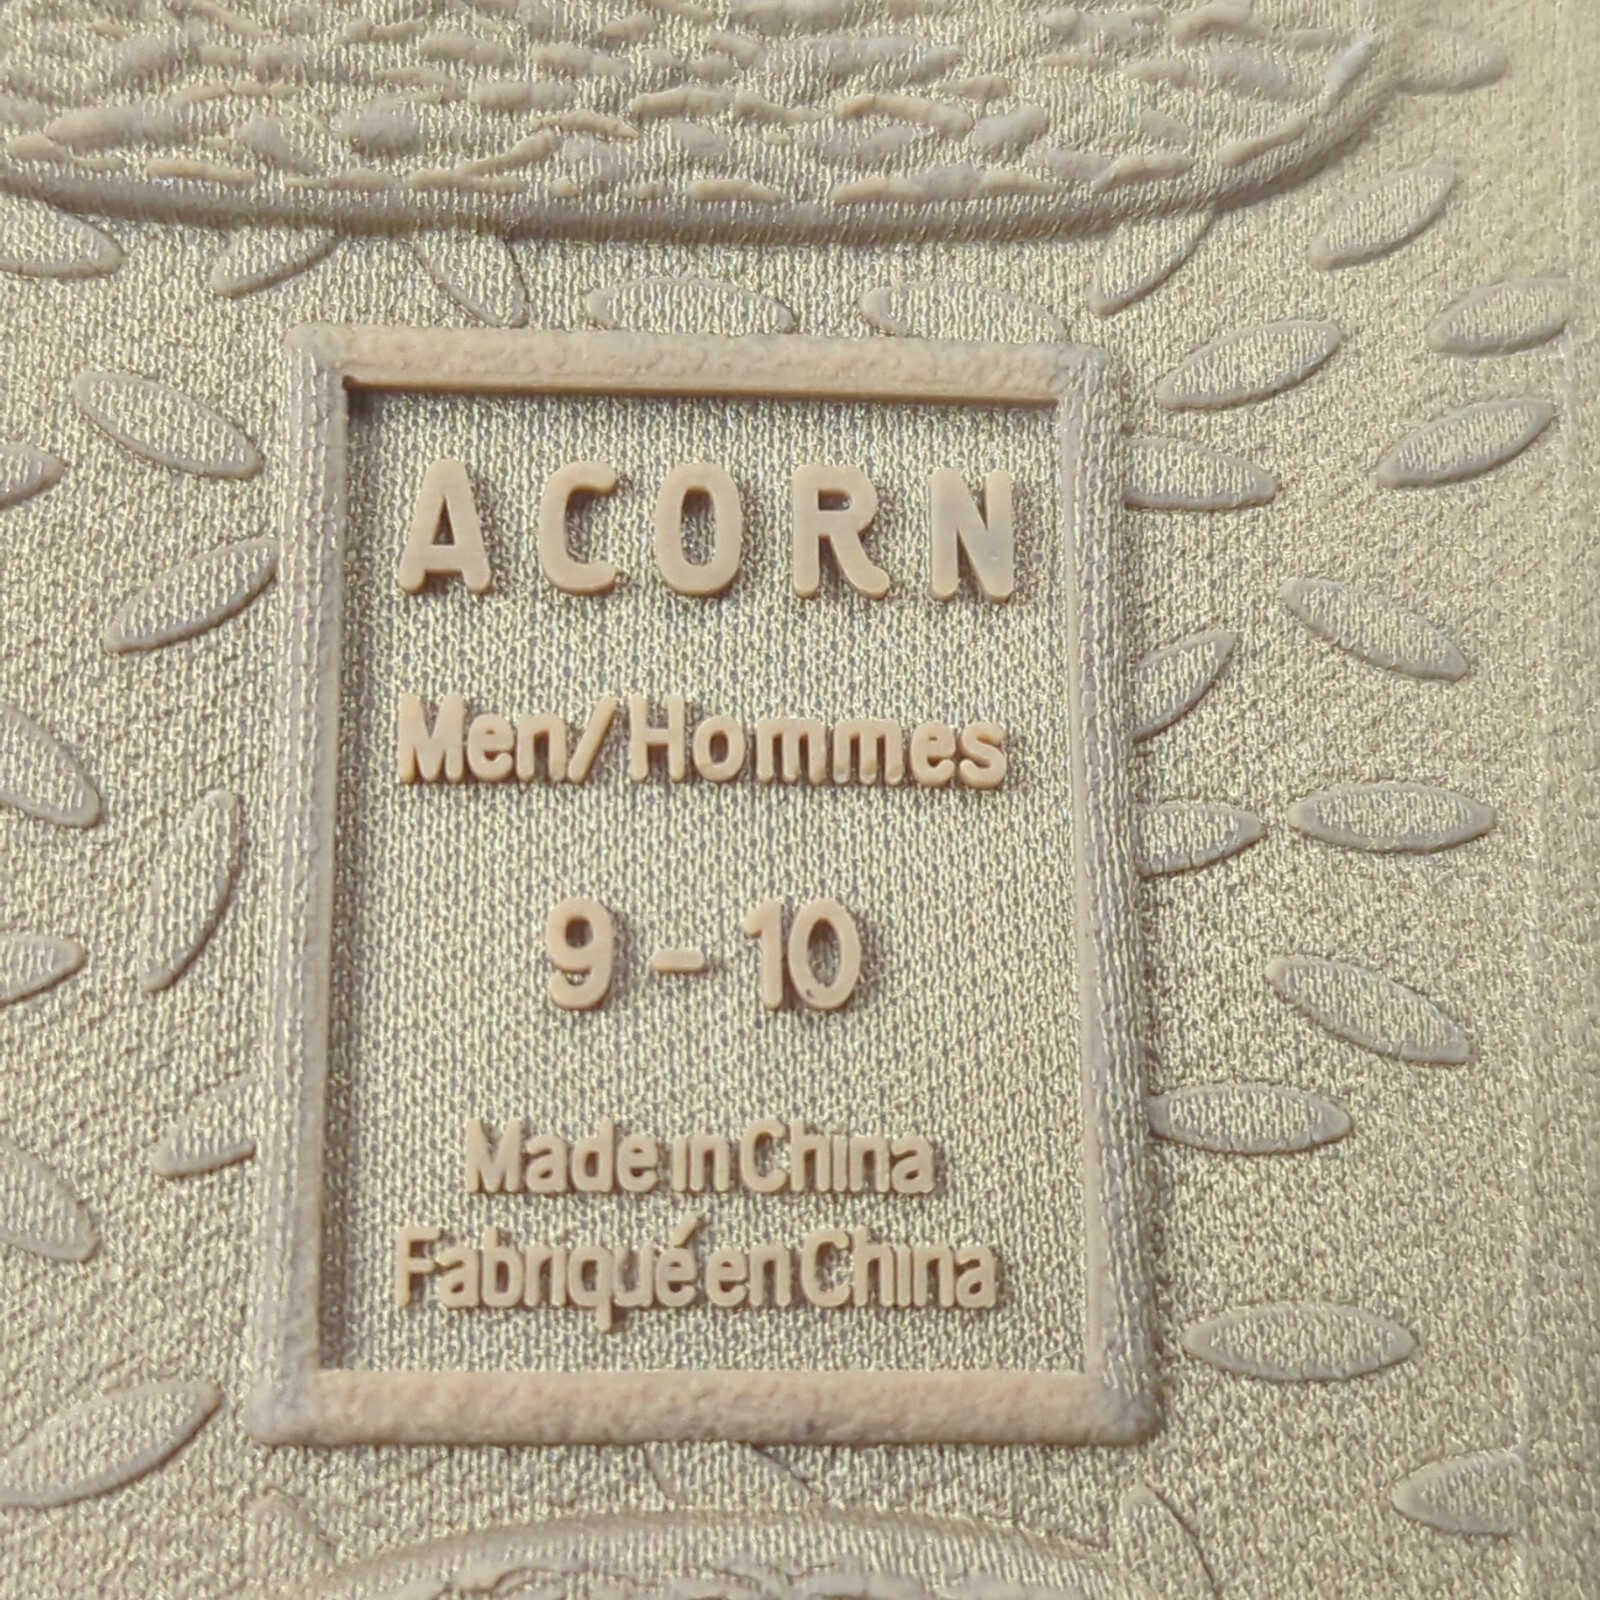 ACORN
Men/Hommes
9 - 10
Made in China
Fabriqué en China